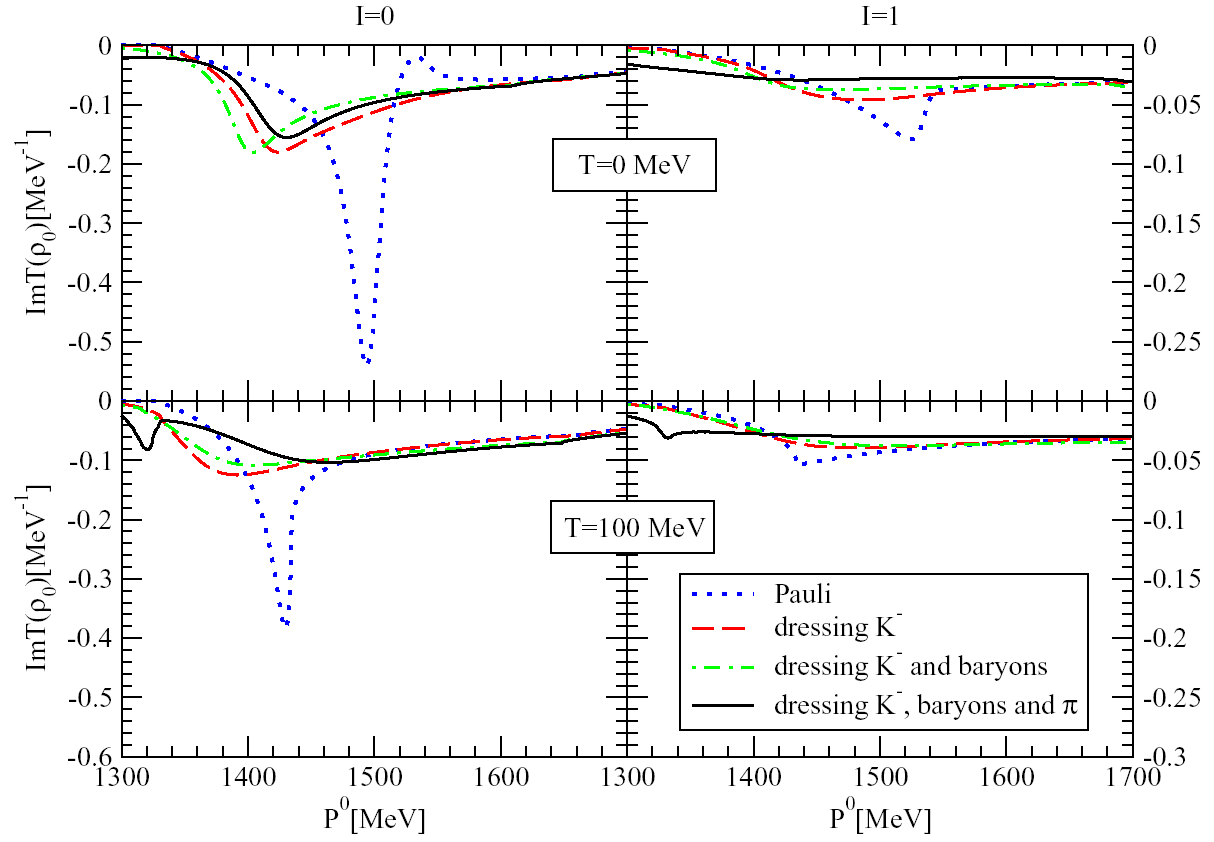 I=0 I=1
0 0
-0.1 -0.05
T=0 MeV
-0.2 -0.1
ImT(ρ₀)[MeV⁻¹]
-0.3 -0.15
-0.4 -0.2
-0.5 -0.25
0 0
-0.1 -0.05
-0.2 -0.1
T=100 MeV
ImT(ρ₀)[MeV⁻¹]
-0.3 -0.15
Pauli
dressing K⁻
-0.4 -0.2
dressing K⁻ and baryons
-0.5 -0.25
dressing K⁻, baryons and π
-0.6 -0.3
1300 1400 1500 1600 1300 1400 1500 1600 1700
P⁰[MeV] P⁰[MeV]